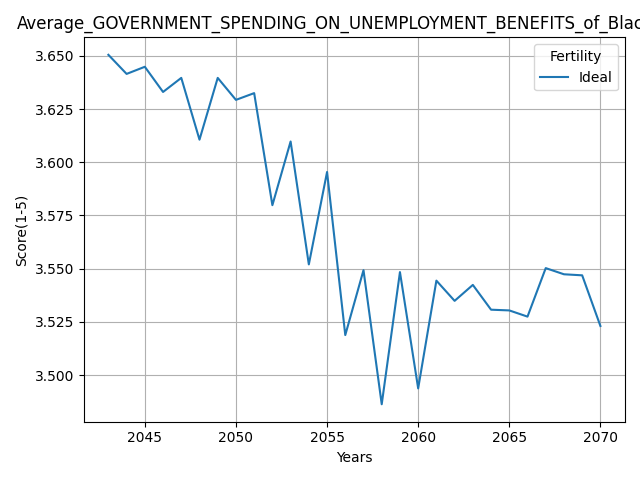 Average_GOVERNMENT_SPENDING_ON_UNEMPLOYMENT_BENEFITS_of_Blac
Fertility
Ideal
3.650
3.625
3.600
3.575
3.550
3.525
3.500
Score(1-5)
2045 2050 2055 2060 2065 2070
Years